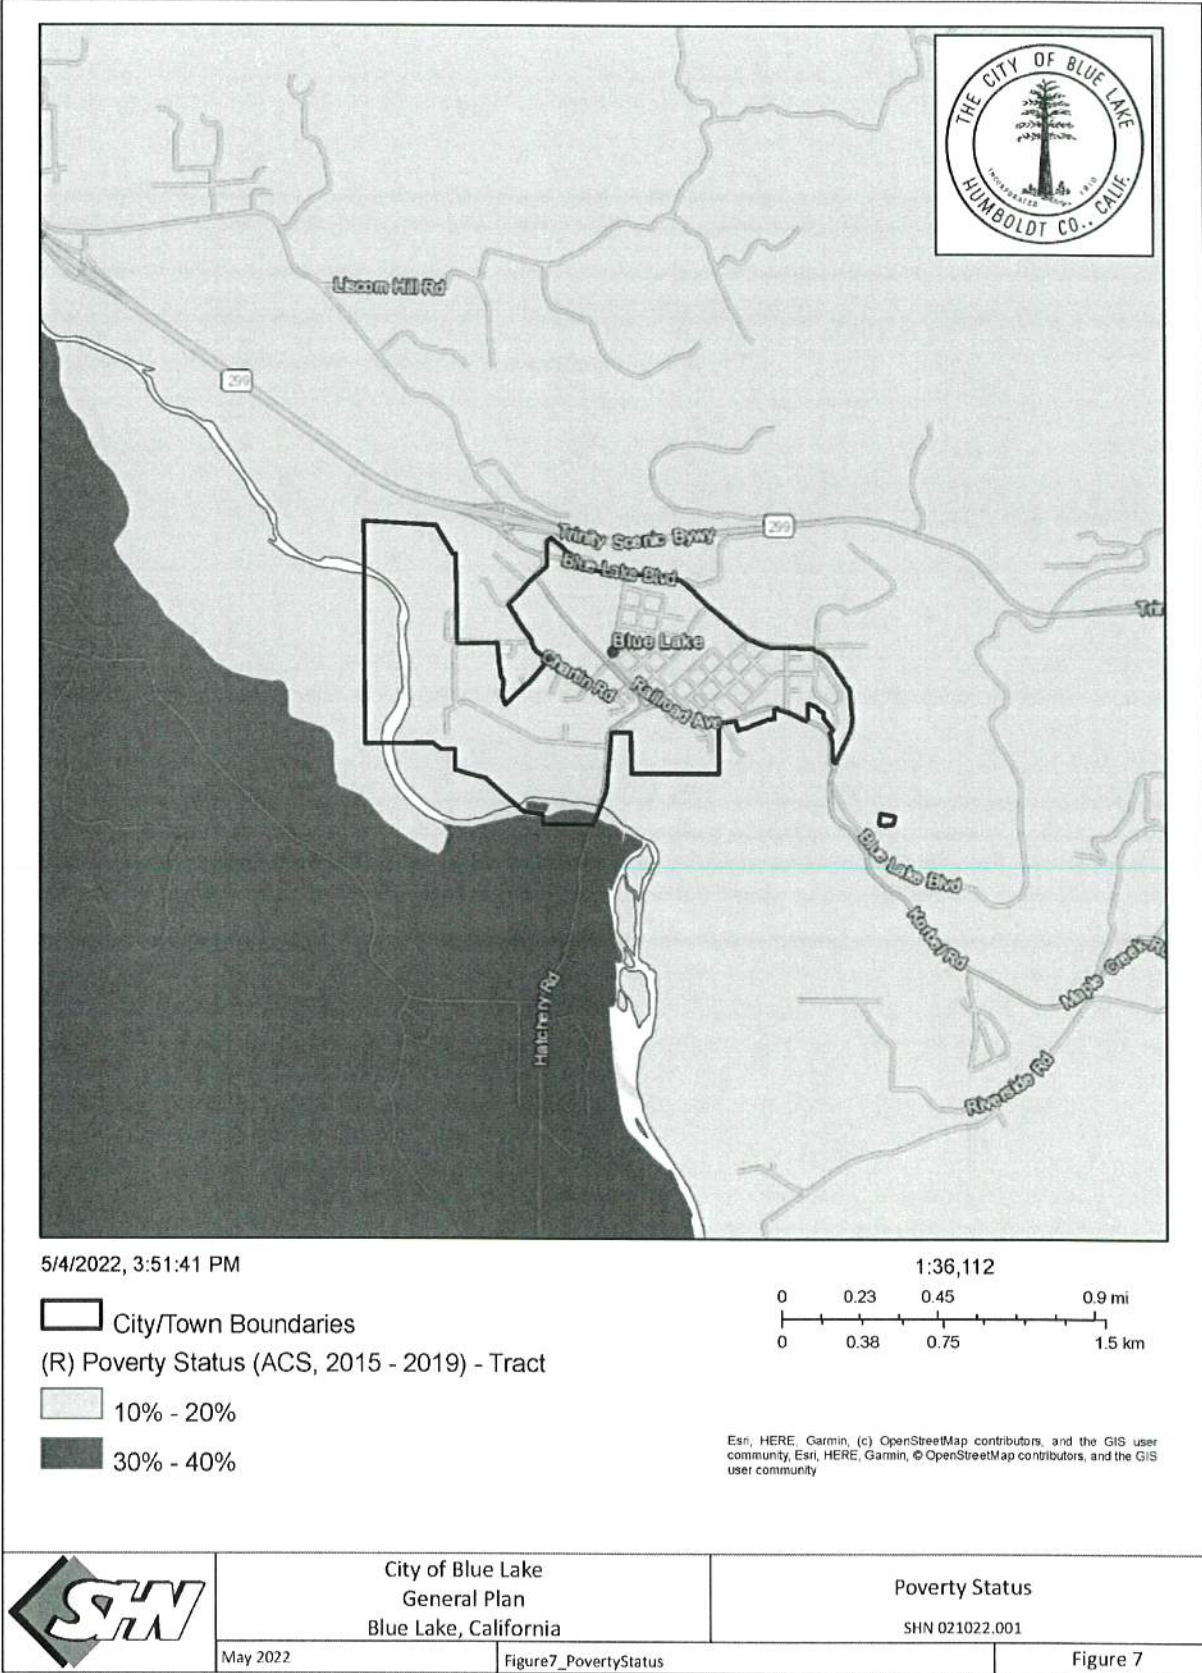 THE CITY OF BLUE LAKE
INCORPORATED 1910
HUMBOLDT CO., CALIF.
Liscom Hill Rd
299
Trinity Scenic Bywy
299
Blue Lake Blvd
Trin
Blue Lake
Chartin Rd
Railroad Ave
Blue Lake Blvd
Korbel Rd
Maple Creek Rd
Hatchery Rd
Riverside Rd
5/4/2022, 3:51:41 PM
1:36,112
0 0.23 0.45 0.9 mi
0 0.38 0.75 1.5 km
City/Town Boundaries
(R) Poverty Status (ACS, 2015 - 2019) - Tract
10% - 20%
30% - 40%
Esri, HERE, Garmin, (c) OpenStreetMap contributors, and the GIS user
community, Esri, HERE, Garmin, © OpenStreetMap contributors, and the GIS
user community
SHN
City of Blue Lake
General Plan
Blue Lake, California
Poverty Status
SHN 021022.001
May 2022
Figure7_PovertyStatus
Figure 7